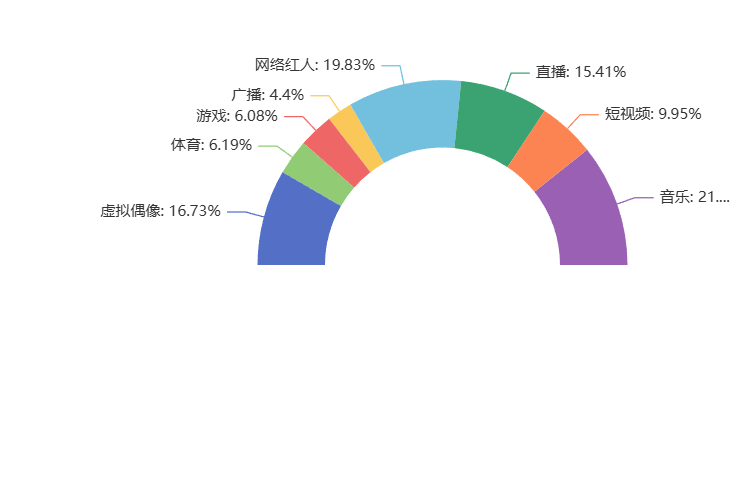 网络红人: 19.83%
直播: 15.41%
广播: 4.4%
短视频: 9.95%
游戏: 6.08%
体育: 6.19%
音乐: 21....
虚拟偶像: 16.73%